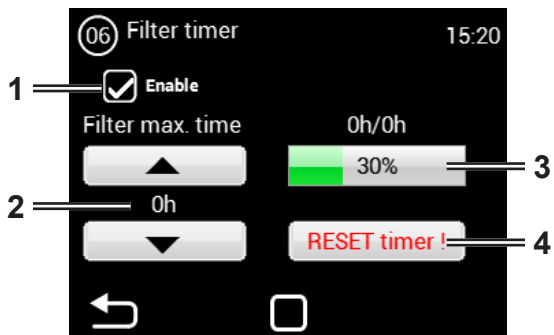 06 Filter timer 15:20
1 Enable
Filter max. time 0h/0h
30% 3
2 0h
RESET timer ! 4